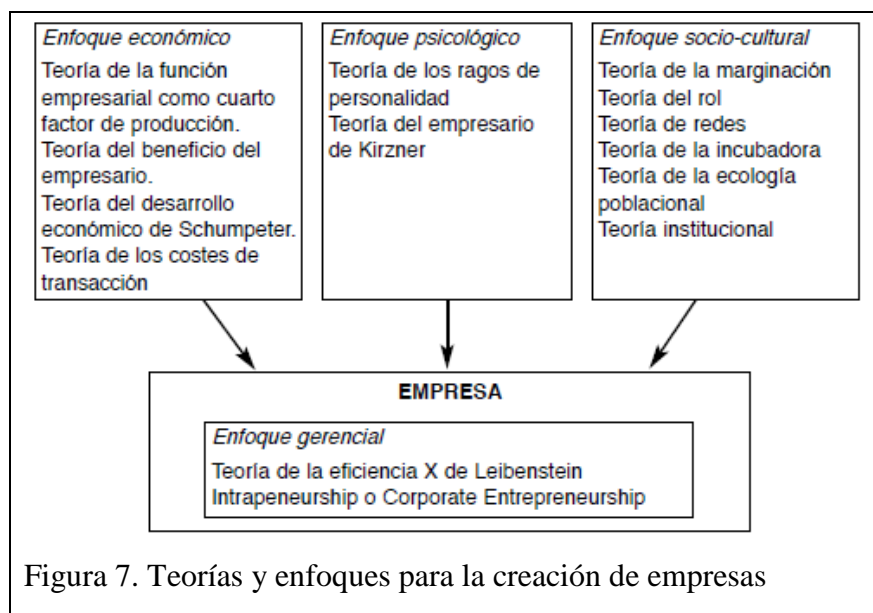 Enfoque económico
Teoría de la función
empresarial como cuarto
factor de producción.
Teoría del beneficio del
empresario.
Teoría del desarrollo
económico de Schumpeter.
Teoría de los costes de
transacción
Enfoque psicológico
Teoría de los ragos de
personalidad
Teoría del empresario
de Kirzner
Enfoque socio-cultural
Teoría de la marginación
Teoría del rol
Teoría de redes
Teoría de la incubadora
Teoría de la ecología
poblacional
Teoría institucional
EMPRESA
Enfoque gerencial
Teoría de la eficiencia X de Leibenstein
Intrapeneurship o Corporate Entrepreneurship
Figura 7. Teorías y enfoques para la creación de empresas